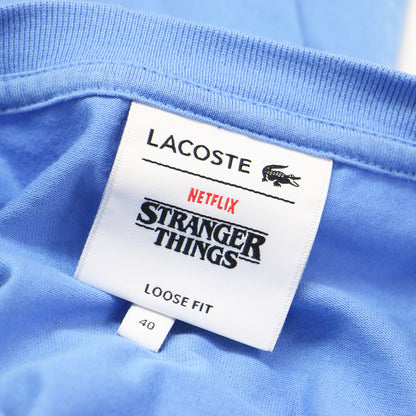 LACOSTE
NETFLIX
STRANGER
THINGS
LOOSE FIT
40